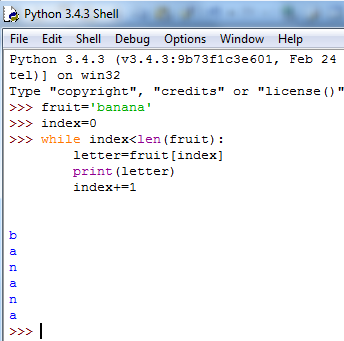 Python 3.4.3 Shell
File Edit Shell Debug Options Window Help
Python 3.4.3 (v3.4.3:9b73f1c3e601, Feb 24
tel)] on win32
Type "copyright", "credits" or "license()"
>>> fruit='banana'
>>> index=0
>>> while index<len(fruit):
        letter=fruit[index]
        print(letter)
        index+=1
b
a
n
a
n
a
>>>